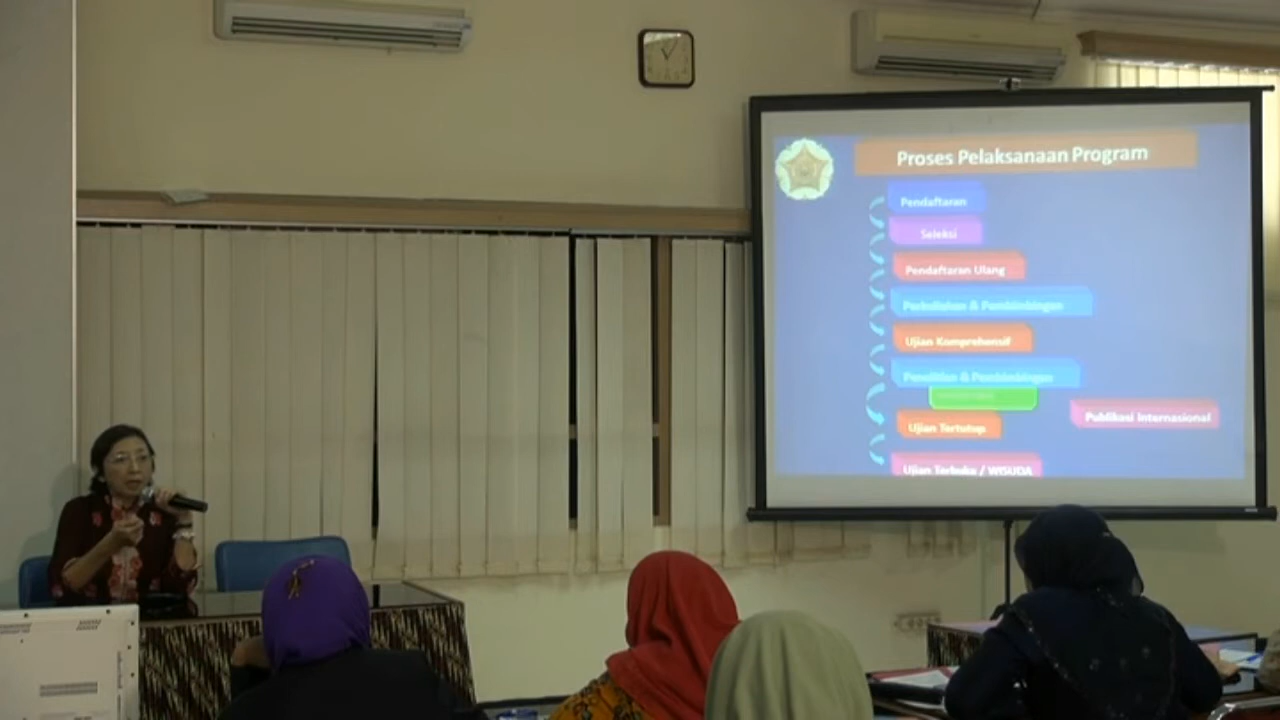 Proses Pelaksanaan Program
Pendaftaran
Seleksi
Pendaftaran Ulang
Perkuliahan & Pembimbingan
Ujian Komprehensif
Penelitian & Pembimbingan
Publikasi Internasional
Ujian Tertutup
Ujian Terbuka / WISUDA